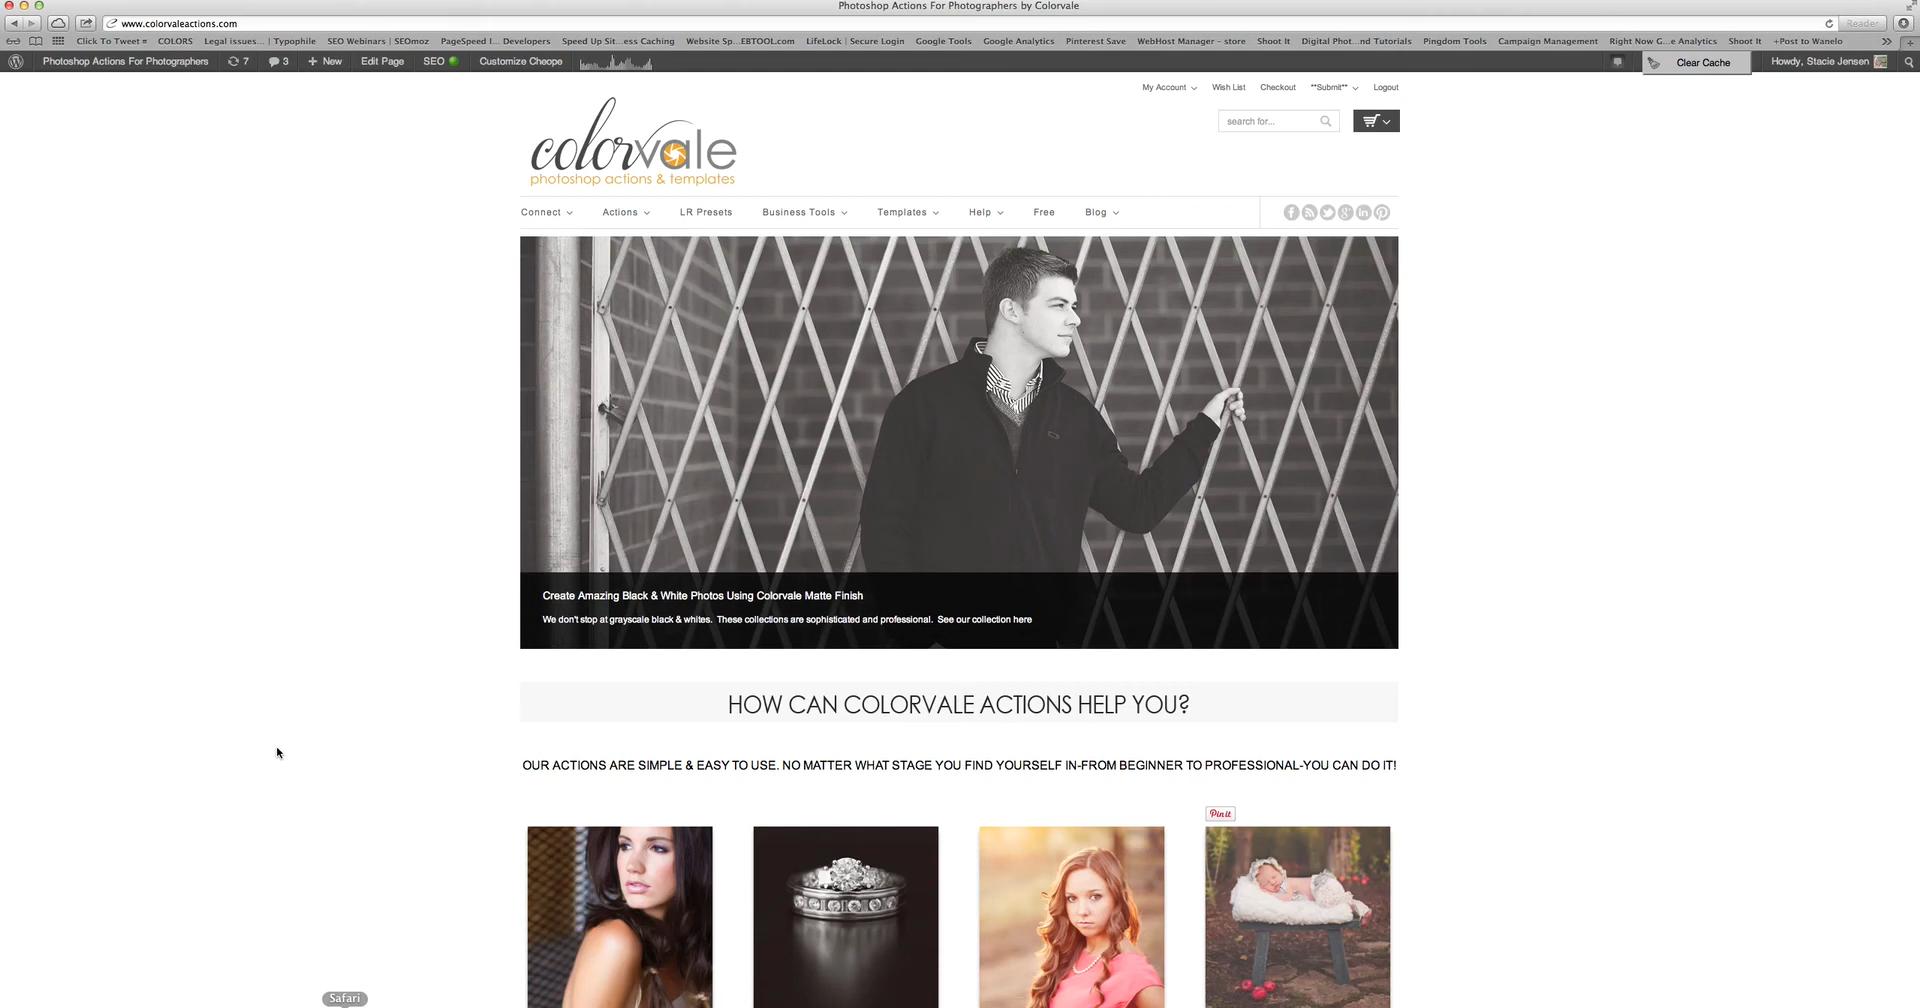 Photoshop Actions For Photographers by Colorvale
www.colorvaleactions.com
Reader
Click To Tweet = COLORS Legal issues... | Typophile SEO Webinars | SEOmoz PageSpeed I... Developers Speed Up Sit...ess Caching Website Sp...EBTOOL.com LifeLock | Secure Login Google Tools Google Analytics Pinterest Save WebHost Manager - store Shoot It Digital Phot...nd Tutorials Pingdom Tools Campaign Management Right Now G...e Analytics Shoot It +Post to Wanelo
Photoshop Actions For Photographers 7 3 + New Edit Page SEO Customize Cheope Clear Cache Howdy, Stacie Jensen
My Account Wish List Checkout **Submit** Logout
search for...
colorvale
photoshop actions & templates
Connect Actions LR Presets Business Tools Templates Help Free Blog
Create Amazing Black & White Photos Using Colorvale Matte Finish
We don't stop at grayscale black & whites. These collections are sophisticated and professional. See our collection here
HOW CAN COLORVALE ACTIONS HELP YOU?
OUR ACTIONS ARE SIMPLE & EASY TO USE. NO MATTER WHAT STAGE YOU FIND YOURSELF IN-FROM BEGINNER TO PROFESSIONAL-YOU CAN DO IT!
Pin it
Safari